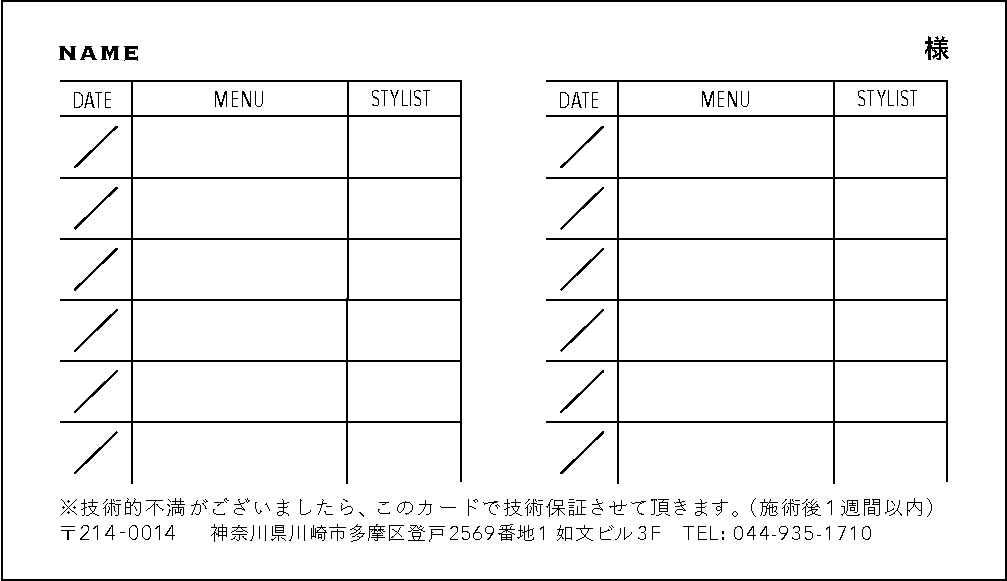 NAME 様
DATE MENU STYLIST DATE MENU STYLIST
※技術的不満がございましたら、このカードで技術保証させて頂きます。(施術後1週間以内)
〒214-0014 神奈川県川崎市多摩区登戸2569番地1 如文ビル3F TEL: 044-935-1710